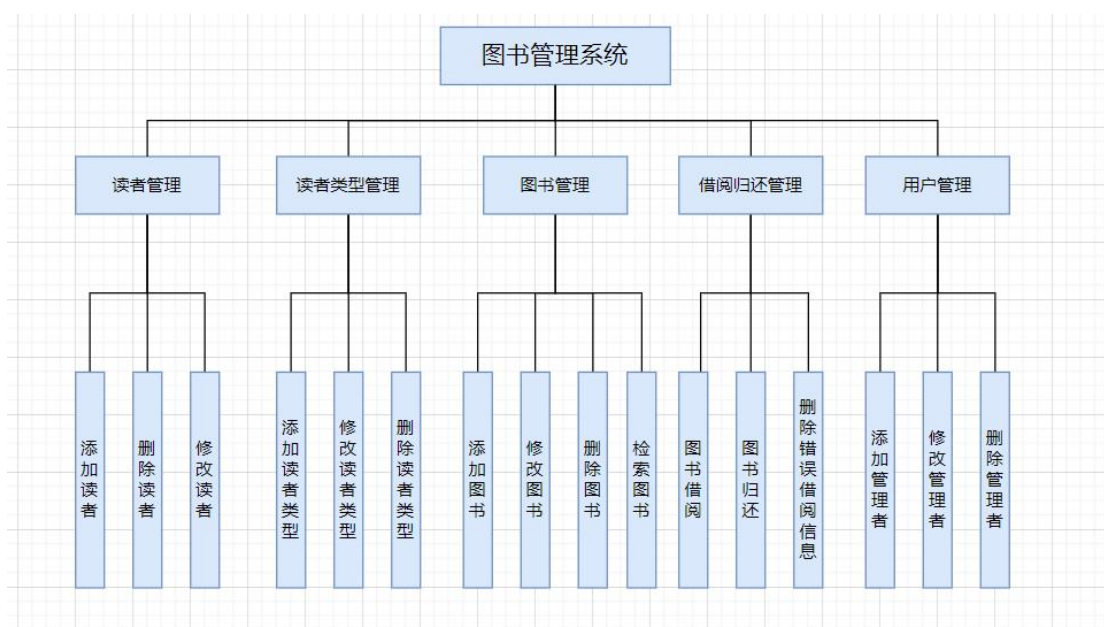 图书管理系统
读者管理
读者类型管理
图书管理
借阅归还管理
用户管理
添加读者
删除读者
修改读者
添加读者类型
修改读者类型
删除读者类型
添加图书
修改图书
删除图书
检索图书
图书借阅
图书归还
删除错误借阅信息
添加管理者
修改管理者
删除管理者